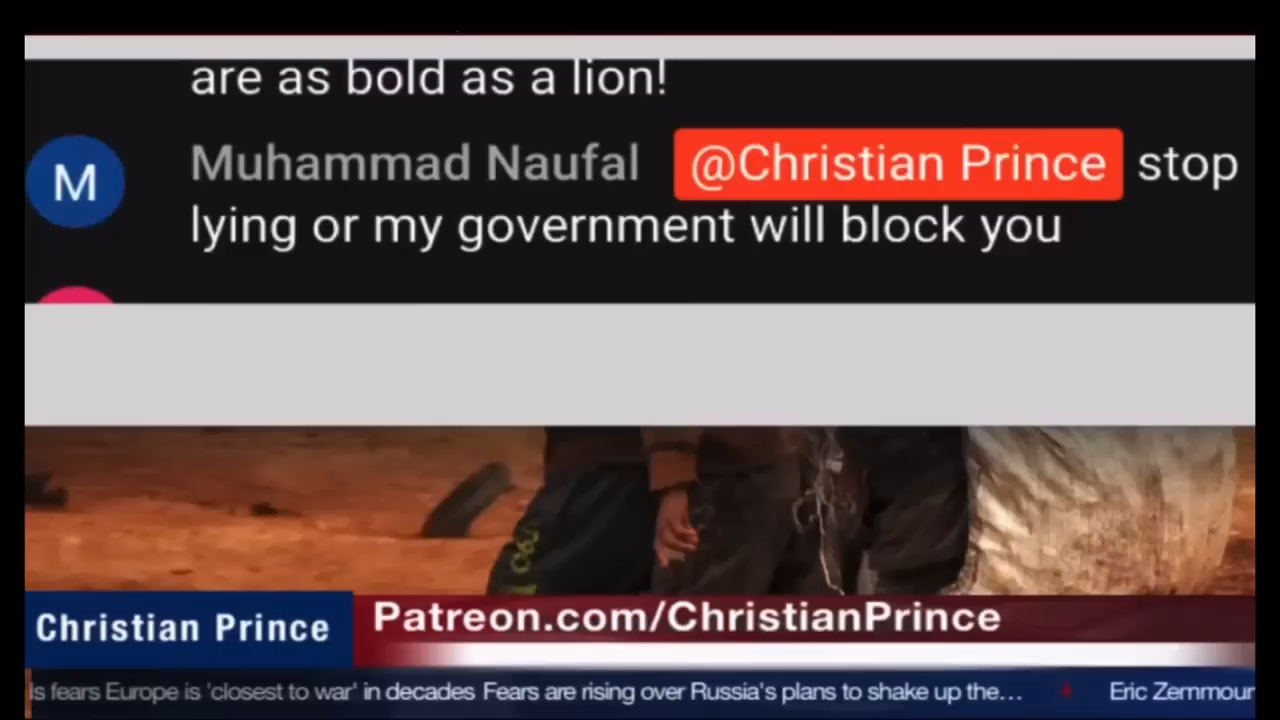 are as bold as a lion!
M
Muhammad Naufal @Christian Prince stop
lying or my government will block you
Christian Prince
Patreon.com/ChristianPrince
ls fears Europe is 'closest to war' in decades Fears are rising over Russia's plans to shake up the... Eric Zemmour